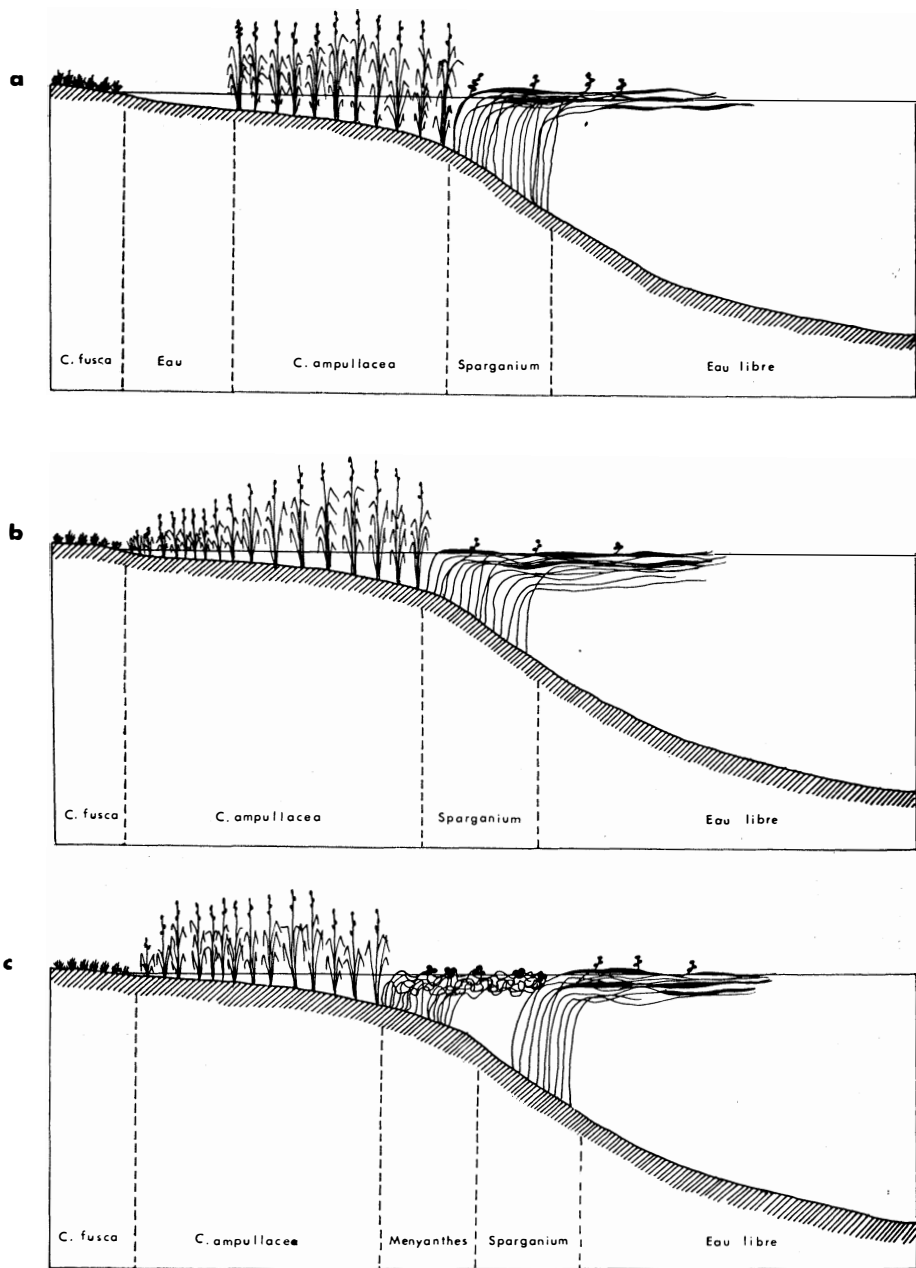 a
C. fusca Eau C. ampullacea Sparganium Eau libre
b
C. fusca C. ampullacea Sparganium Eau libre
c
C. fusca C. ampullacea Menyanthes Sparganium Eau libre